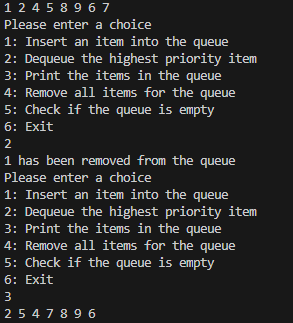 1 2 4 5 8 9 6 7
Please enter a choice
1: Insert an item into the queue
2: Dequeue the highest priority item
3: Print the items in the queue
4: Remove all items for the queue
5: Check if the queue is empty
6: Exit
2
1 has been removed from the queue
Please enter a choice
1: Insert an item into the queue
2: Dequeue the highest priority item
3: Print the items in the queue
4: Remove all items for the queue
5: Check if the queue is empty
6: Exit
3
2 5 4 7 8 9 6